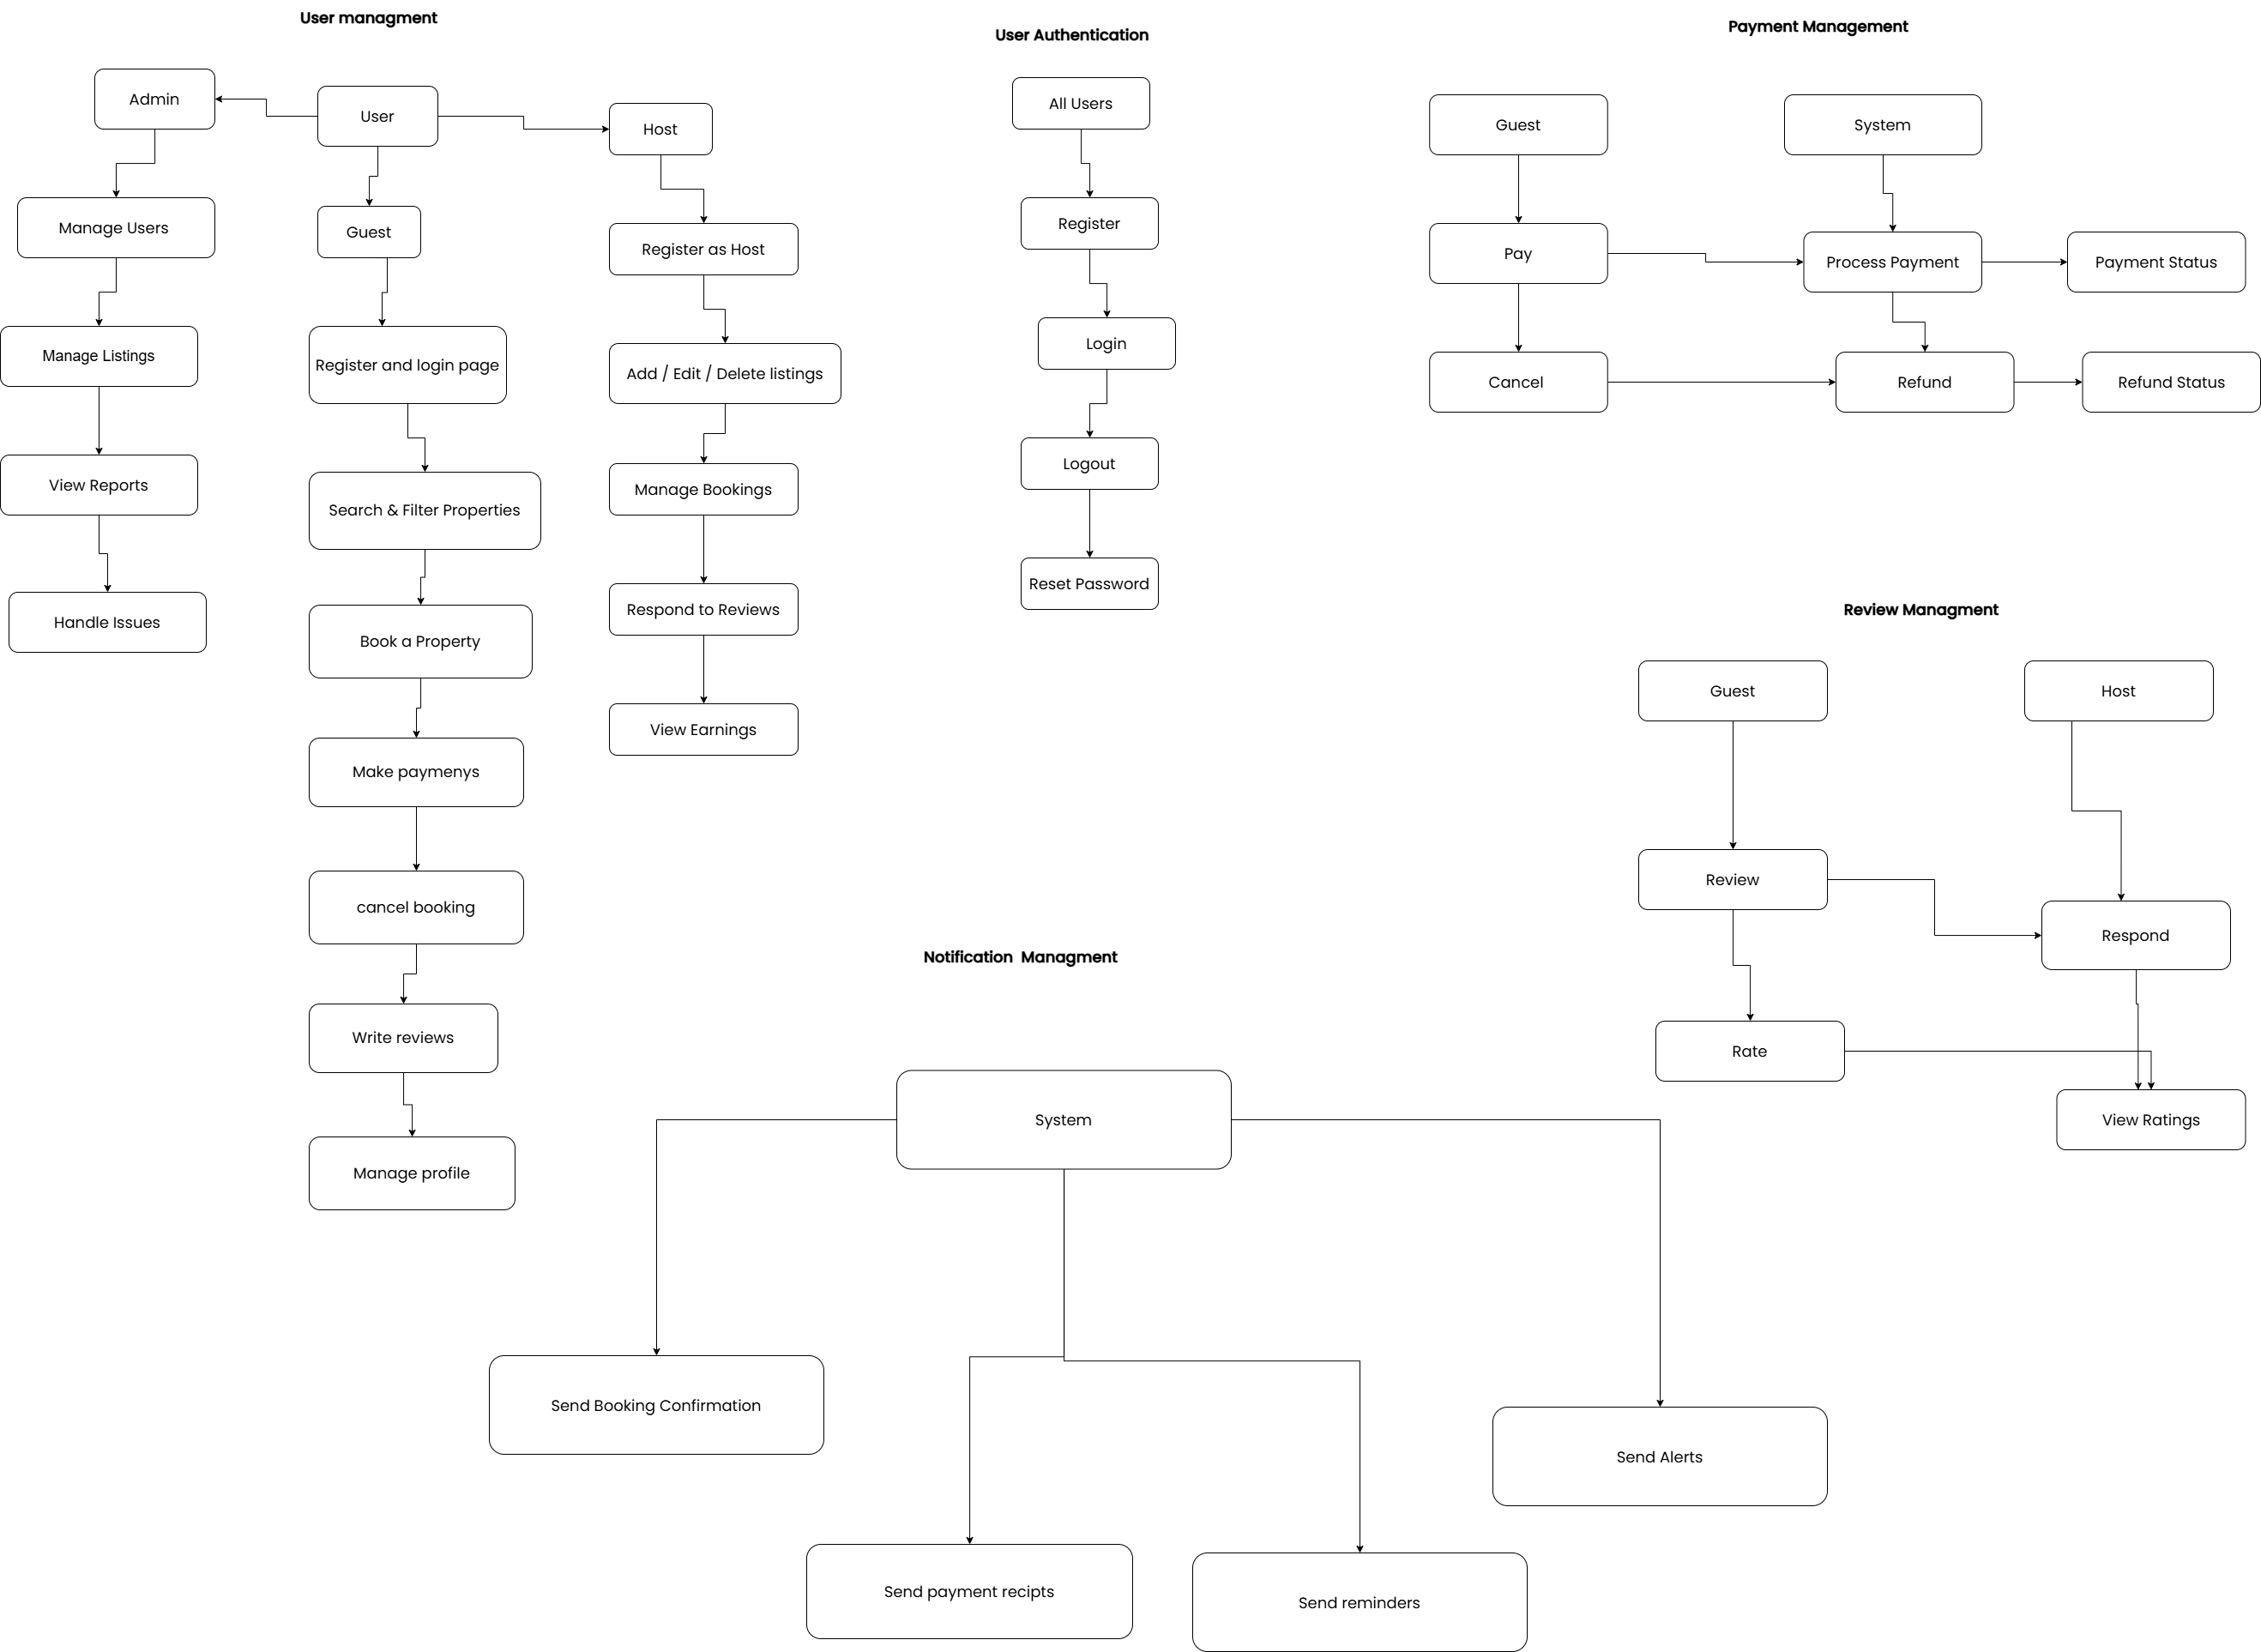 User managment
Admin
User
Host
Manage Users
Guest
Register as Host
Manage Listings
Register and login page
Add / Edit / Delete listings
View Reports
Search & Filter Properties
Manage Bookings
Handle Issues
Book a Property
Respond to Reviews
Make paymenys
View Earnings
cancel booking
Write reviews
Manage profile
User Authentication
All Users
Register
Login
Logout
Reset Password
Payment Management
Guest
System
Pay
Process Payment
Payment Status
Cancel
Refund
Refund Status
Review Managment
Guest
Host
Review
Respond
Rate
View Ratings
Notification  Managment
System
Send Booking Confirmation
Send Alerts
Send payment recipts
Send reminders